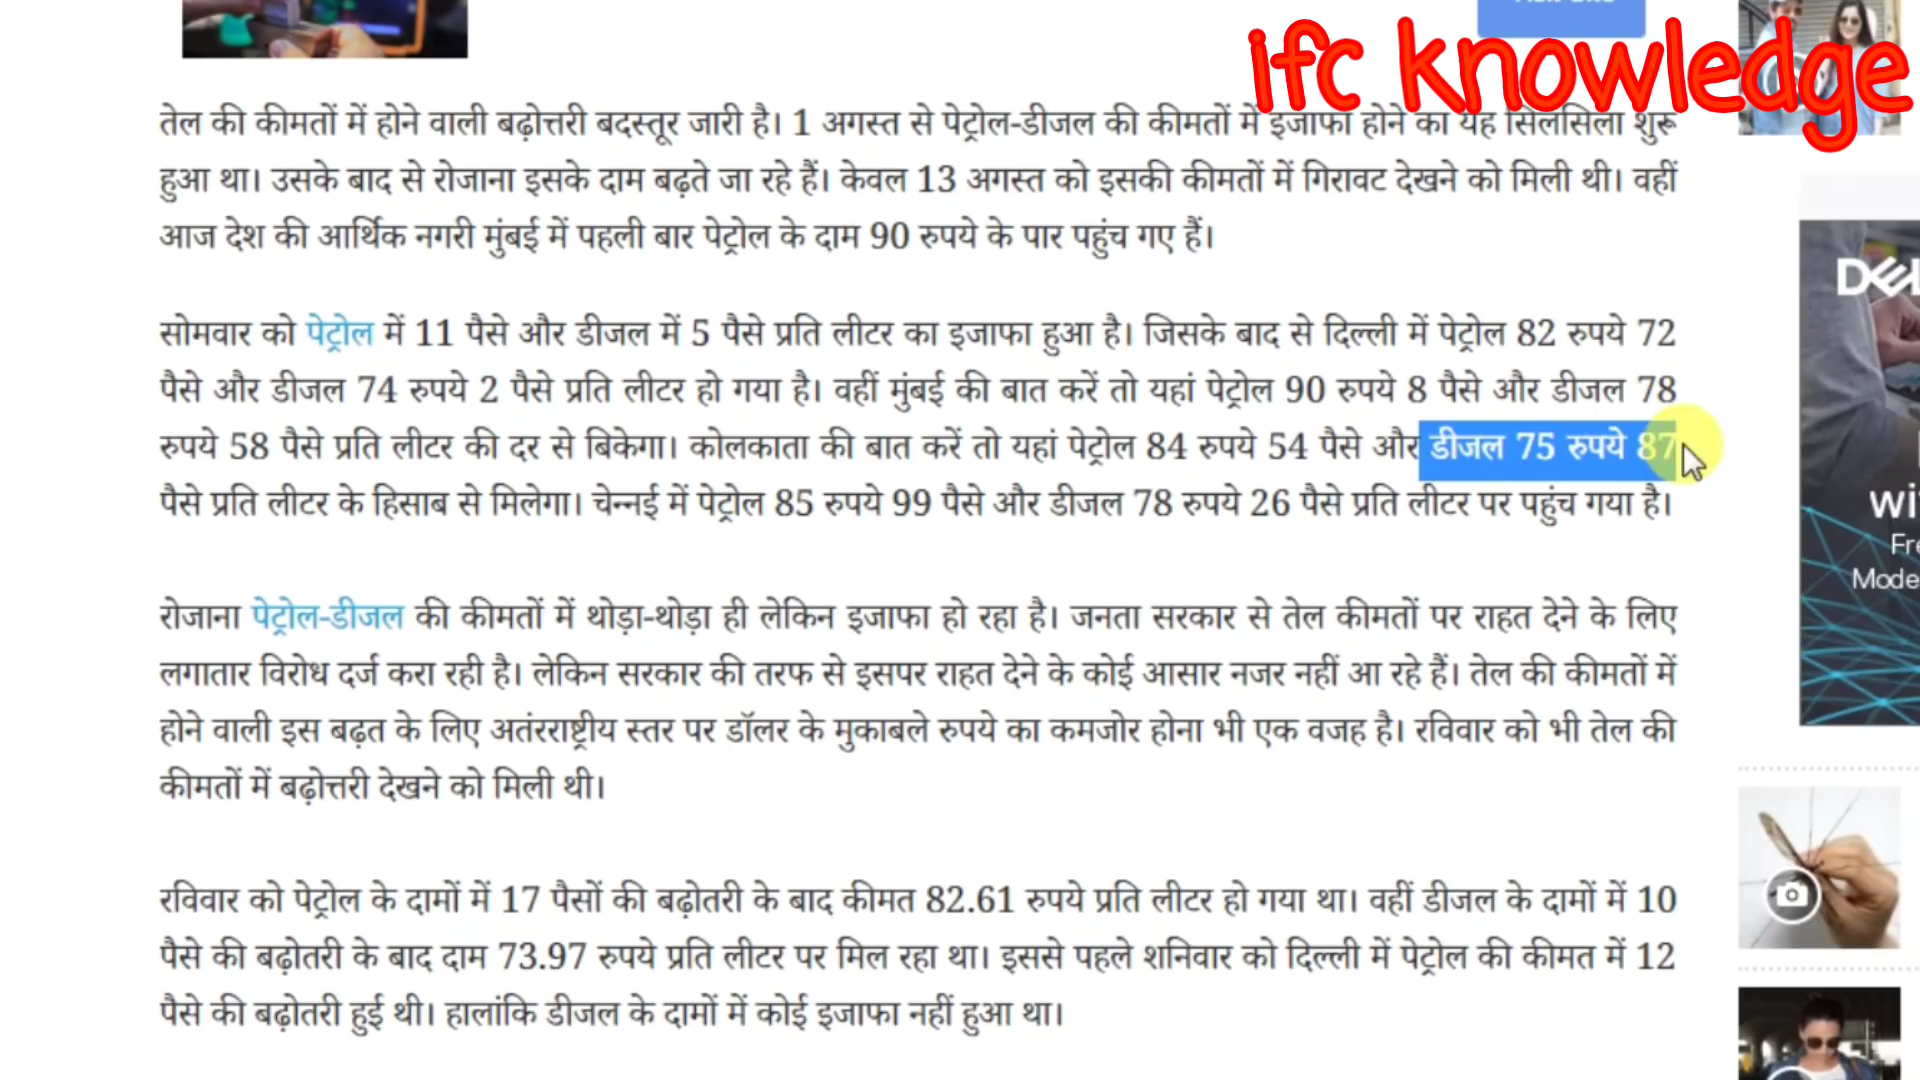 ifc knowledge
तेल की कीमतों में होने वाली बढ़ोत्तरी बदस्तूर जारी है। 1 अगस्त से पेट्रोल-डीजल की कीमतों में इजाफा होने का यह सिलसिला शुरू
हुआ था। उसके बाद से रोजाना इसके दाम बढ़ते जा रहे हैं। केवल 13 अगस्त को इसकी कीमतों में गिरावट देखने को मिली थी। वहीं
आज देश की आर्थिक नगरी मुंबई में पहली बार पेट्रोल के दाम 90 रुपये के पार पहुंच गए हैं।
सोमवार को पेट्रोल में 11 पैसे और डीजल में 5 पैसे प्रति लीटर का इजाफा हुआ है। जिसके बाद से दिल्ली में पेट्रोल 82 रुपये 72
पैसे और डीजल 74 रुपये 2 पैसे प्रति लीटर हो गया है। वहीं मुंबई की बात करें तो यहां पेट्रोल 90 रुपये 8 पैसे और डीजल 78
रुपये 58 पैसे प्रति लीटर की दर से बिकेगा। कोलकाता की बात करें तो यहां पेट्रोल 84 रुपये 54 पैसे और डीजल 75 रुपये 87
पैसे प्रति लीटर के हिसाब से मिलेगा। चेन्नई में पेट्रोल 85 रुपये 99 पैसे और डीजल 78 रुपये 26 पैसे प्रति लीटर पर पहुंच गया है।
रोजाना पेट्रोल-डीजल की कीमतों में थोड़ा-थोड़ा ही लेकिन इजाफा हो रहा है। जनता सरकार से तेल कीमतों पर राहत देने के लिए
लगातार विरोध दर्ज करा रही है। लेकिन सरकार की तरफ से इसपर राहत देने के कोई आसार नजर नहीं आ रहे हैं। तेल की कीमतों में
होने वाली इस बढ़त के लिए अतंरराष्ट्रीय स्तर पर डॉलर के मुकाबले रुपये का कमजोर होना भी एक वजह है। रविवार को भी तेल की
कीमतों में बढ़ोत्तरी देखने को मिली थी।
रविवार को पेट्रोल के दामों में 17 पैसों की बढ़ोतरी के बाद कीमत 82.61 रुपये प्रति लीटर हो गया था। वहीं डीजल के दामों में 10
पैसे की बढ़ोतरी के बाद दाम 73.97 रुपये प्रति लीटर पर मिल रहा था। इससे पहले शनिवार को दिल्ली में पेट्रोल की कीमत में 12
पैसे की बढ़ोतरी हुई थी। हालांकि डीजल के दामों में कोई इजाफा नहीं हुआ था।